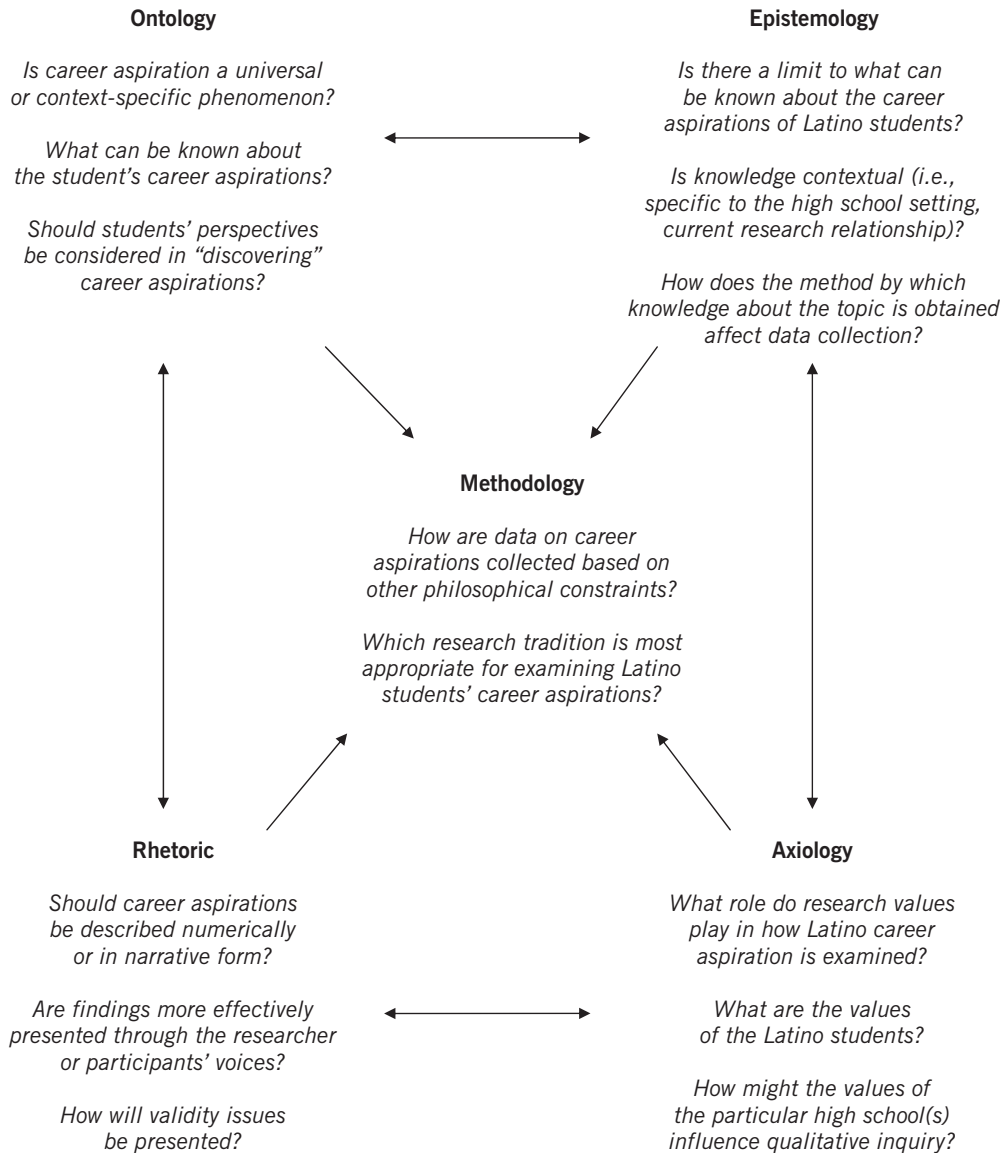 Ontology
Is career aspiration a universal
or context-specific phenomenon?
What can be known about
the student’s career aspirations?
Should students’ perspectives
be considered in “discovering”
career aspirations?
Epistemology
Is there a limit to what can
be known about the career
aspirations of Latino students?
Is knowledge contextual (i.e.,
specific to the high school setting,
current research relationship)?
How does the method by which
knowledge about the topic is obtained
affect data collection?
Methodology
How are data on career
aspirations collected based on
other philosophical constraints?
Which research tradition is most
appropriate for examining Latino
students’ career aspirations?
Rhetoric
Should career aspirations
be described numerically
or in narrative form?
Are findings more effectively
presented through the researcher
or participants’ voices?
How will validity issues
be presented?
Axiology
What role do research values
play in how Latino career
aspiration is examined?
What are the values
of the Latino students?
How might the values of
the particular high school(s)
influence qualitative inquiry?